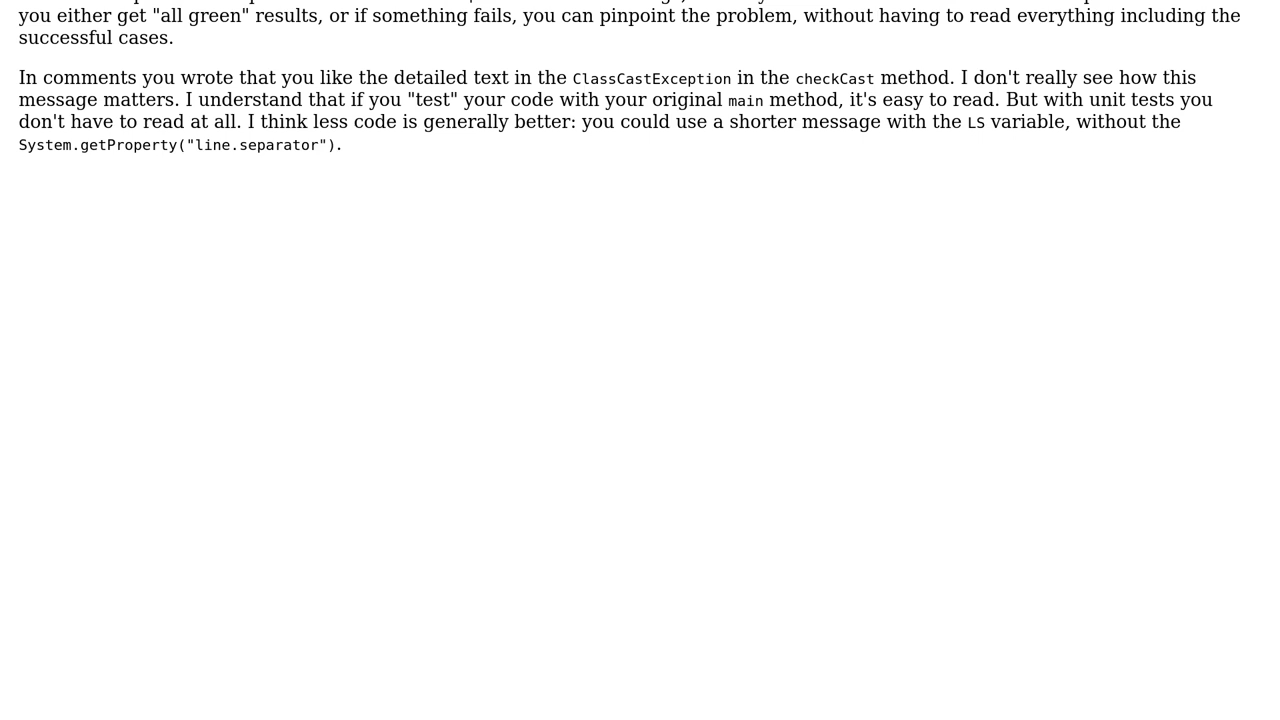 you either get "all green" results, or if something fails, you can pinpoint the problem, without having to read everything including the
successful cases.
In comments you wrote that you like the detailed text in the ClassCastException in the checkCast method. I don't really see how this
message matters. I understand that if you "test" your code with your original main method, it's easy to read. But with unit tests you
don't have to read at all. I think less code is generally better: you could use a shorter message with the LS variable, without the
System.getProperty("line.separator").